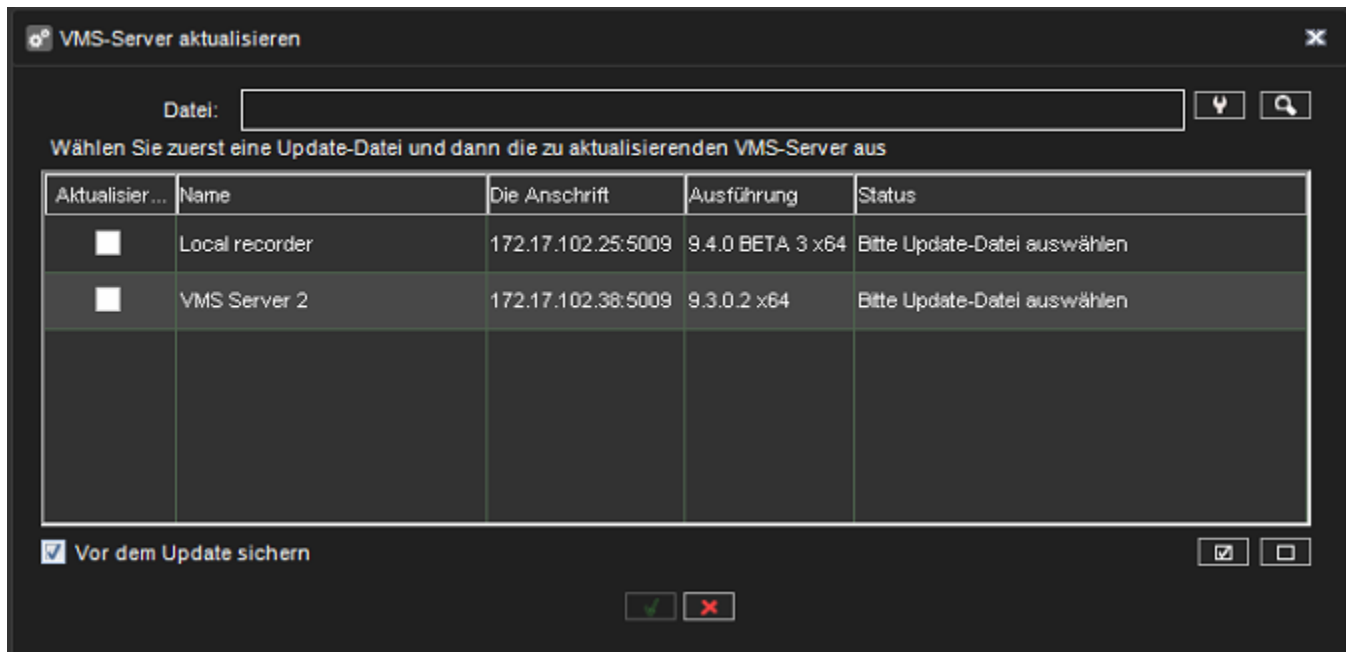 VMS-Server aktualisieren
Datei:
Wählen Sie zuerst eine Update-Datei und dann die zu aktualisierenden VMS-Server aus
Aktualisier... Name Die Anschrift Ausführung Status
Local recorder 172.17.102.25:5009 9.4.0 BETA 3 x64 Bitte Update-Datei auswählen
VMS Server 2 172.17.102.38:5009 9.3.0.2 x64 Bitte Update-Datei auswählen
Vor dem Update sichern